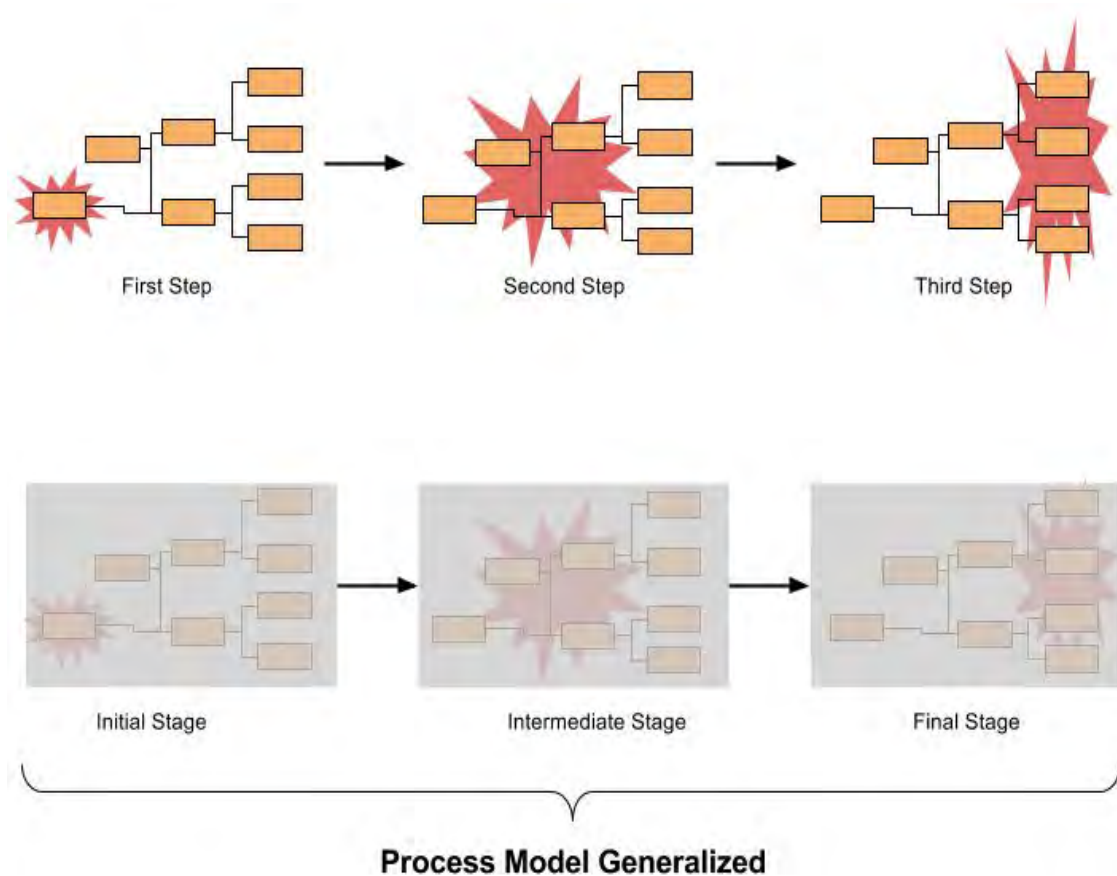 First Step
Second Step
Third Step
Initial Stage
Intermediate Stage
Final Stage
Process Model Generalized